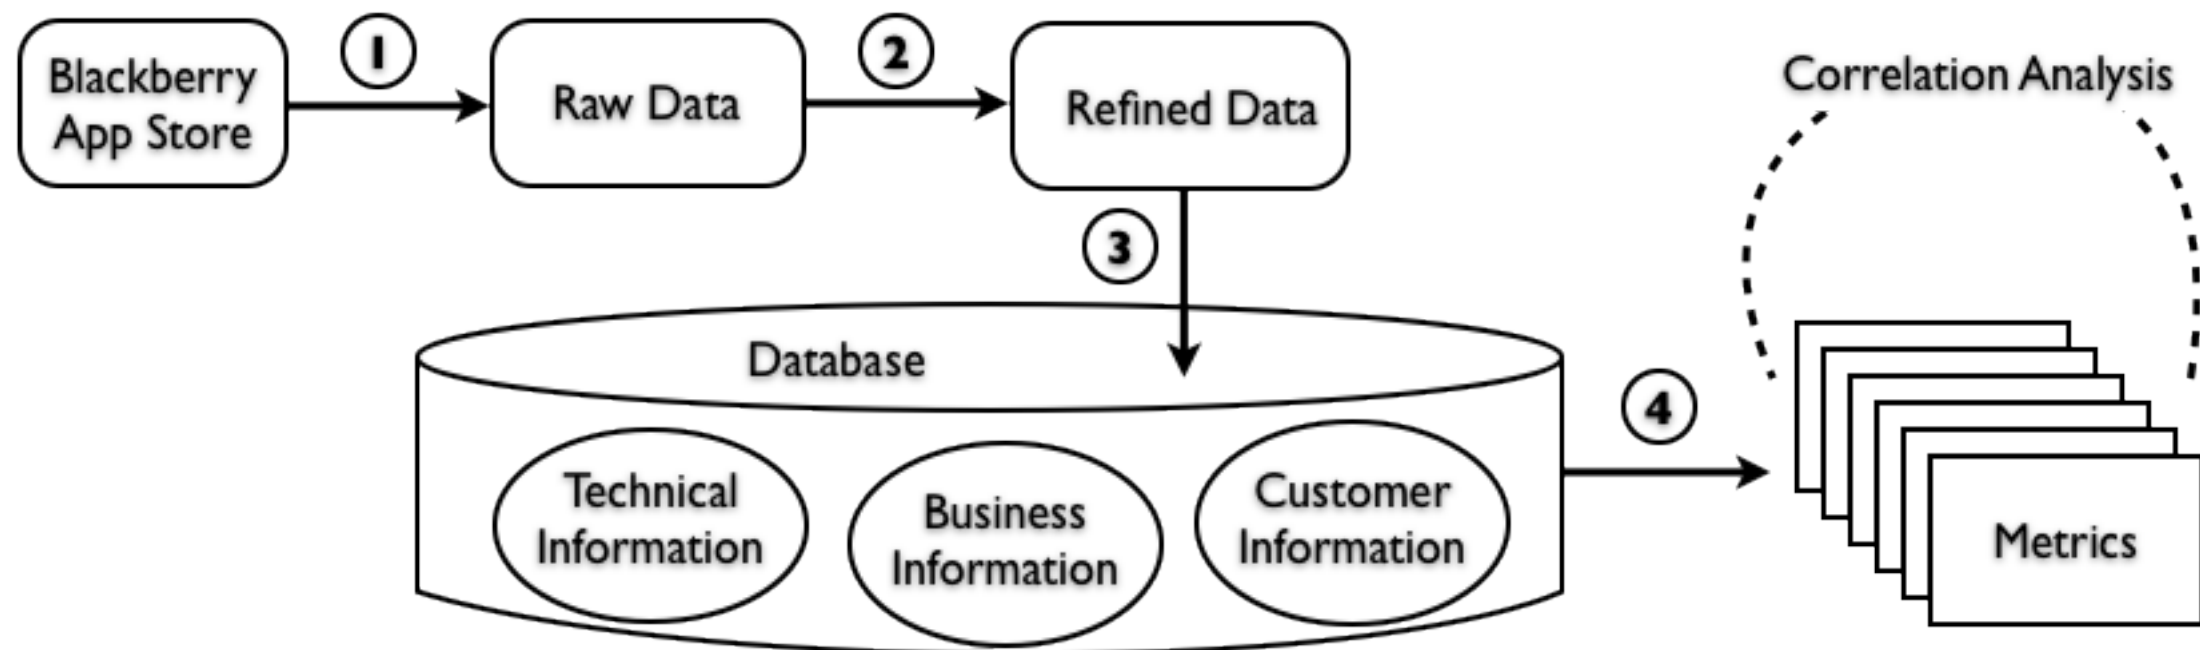 Blackberry
App Store
1
Raw Data
2
Refined Data
Correlation Analysis
3
Database
4
Technical
Information
Business
Information
Customer
Information
Metrics